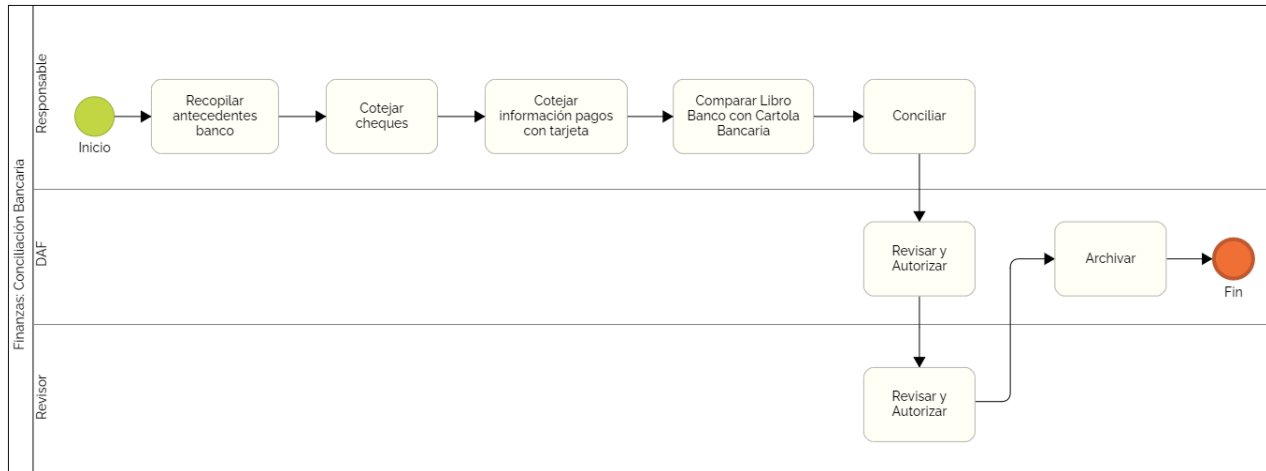 Finanzas: Conciliación Bancaria
Responsable
Inicio
Recopilar
antecedentes
banco
Cotejar
cheques
Cotejar
información pagos
con tarjeta
Comparar Libro
Banco con Cartola
Bancaria
Conciliar
DAF
Revisar y
Autorizar
Archivar
Fin
Revisor
Revisar y
Autorizar